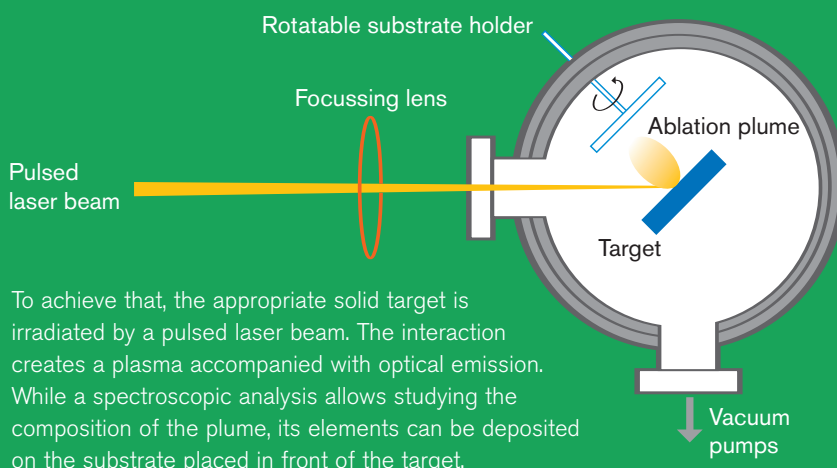 Rotatable substrate holder
Focussing lens
Ablation plume
Pulsed
laser beam
Target
To achieve that, the appropriate solid target is
irradiated by a pulsed laser beam. The interaction
creates a plasma accompanied with optical emission.
While a spectroscopic analysis allows studying the
composition of the plume, its elements can be deposited
on the substrate placed in front of the target.
Vacuum
pumps